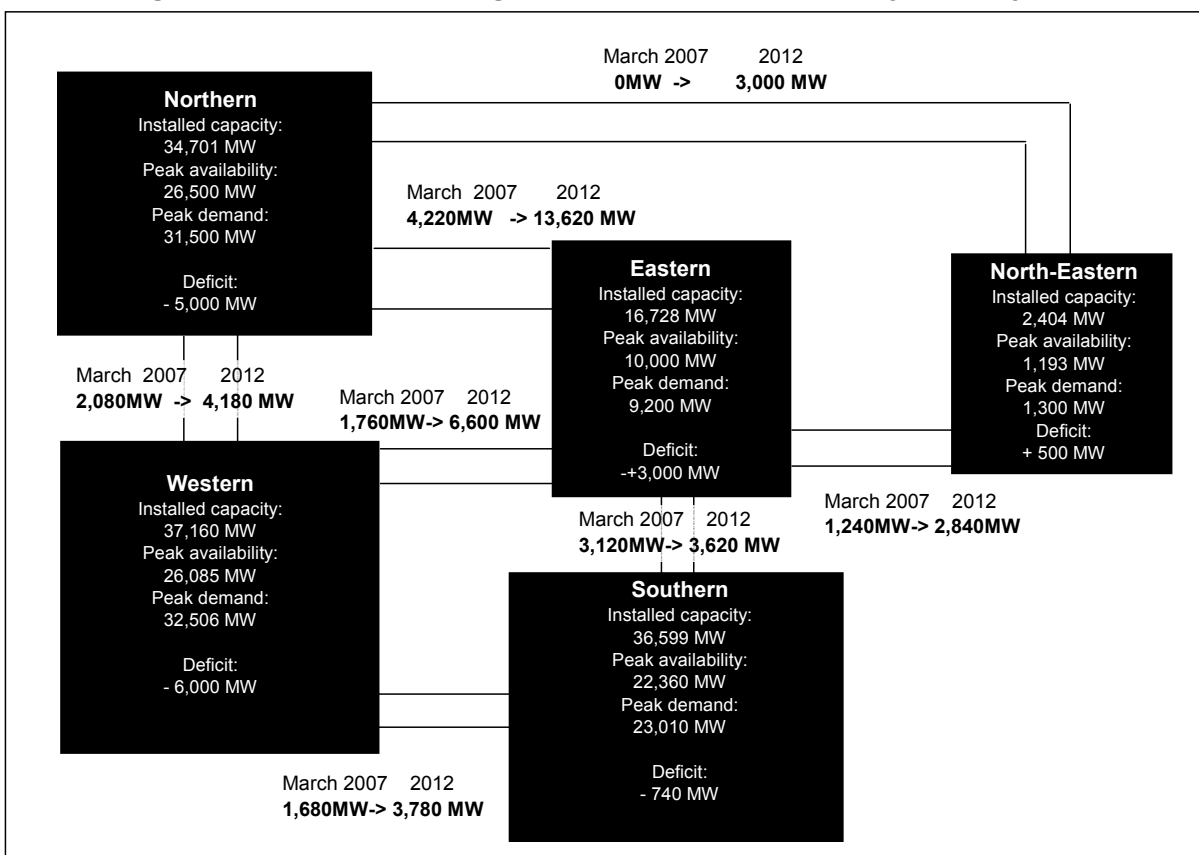 March 2007 2012
0MW -> 3,000 MW
Northern
Installed capacity:
34,701 MW
Peak availability:
26,500 MW
Peak demand:
31,500 MW
Deficit:
- 5,000 MW
March 2007 2012
4,220MW -> 13,620 MW
Eastern
Installed capacity:
16,728 MW
Peak availability:
10,000 MW
Peak demand:
9,200 MW
Deficit:
-+3,000 MW
North-Eastern
Installed capacity:
2,404 MW
Peak availability:
1,193 MW
Peak demand:
1,300 MW
Deficit:
+ 500 MW
March 2007 2012
2,080MW -> 4,180 MW
March 2007 2012
1,760MW-> 6,600 MW
Western
Installed capacity:
37,160 MW
Peak availability:
26,085 MW
Peak demand:
32,506 MW
Deficit:
- 6,000 MW
March 2007 2012
3,120MW-> 3,620 MW
March 2007 2012
1,240MW-> 2,840MW
Southern
Installed capacity:
36,599 MW
Peak availability:
22,360 MW
Peak demand:
23,010 MW
Deficit:
- 740 MW
March 2007 2012
1,680MW-> 3,780 MW